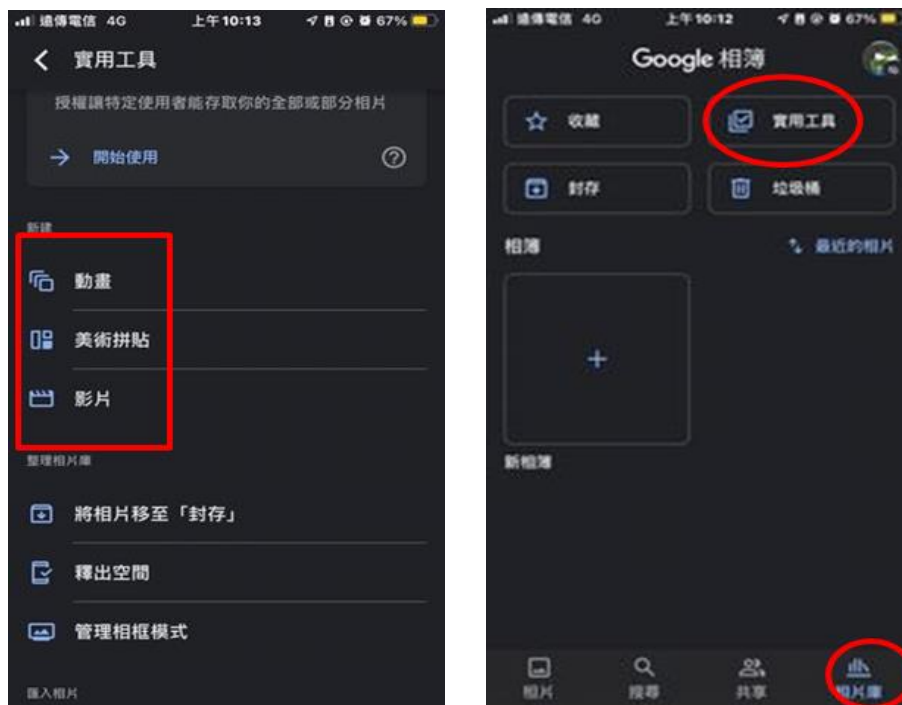 遠傳電信 4G 上午10:13 67%
實用工具
授權讓特定使用者能存取你的全部或部分相片
開始使用
新建
動畫
美術拼貼
影片
整理相片庫
將相片移至「封存」
釋出空間
管理相框模式
匯入相片
遠傳電信 4G 上午10:12 67%
Google 相簿
收藏
實用工具
封存
垃圾桶
相簿
最近的相片
新相簿
相片
搜尋
共享
相片庫